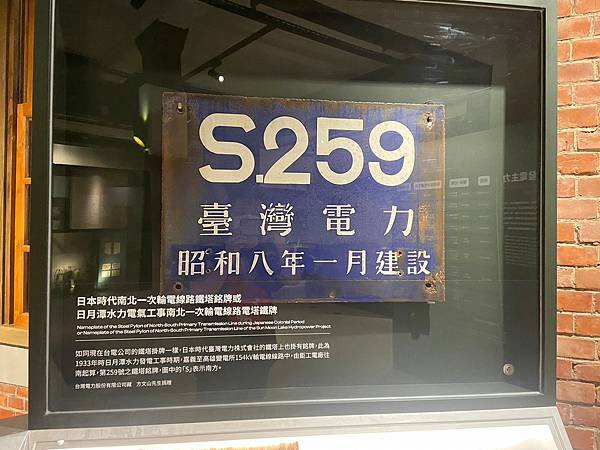 S.259
臺灣電力
昭和八年一月建設
日本時代南北一次輸電線路鐵塔銘牌或
日月潭水力電氣工事南北一次輸電線路電塔鐵牌
Nameplate of the Steel Pylon of North-South Primary Transmission Line during Japanese Colonial Period
or Nameplate of the Steel Pylon of North-South Primary Transmission Line of the Sun Moon Lake Hydropower Project
如同現在台電公司的鐵塔掛牌一樣，日本時代臺灣電力株式會社的鐵塔上也掛有銘牌。此為
1933年時日月潭水力發電工事時期，嘉義至高雄變電所154kV輸電線線路中，由鉅工電廠往
南起算，第259號之鐵塔銘牌。圖中的「S」表示南方。
台灣電力股份有限公司藏 方文山先生捐贈